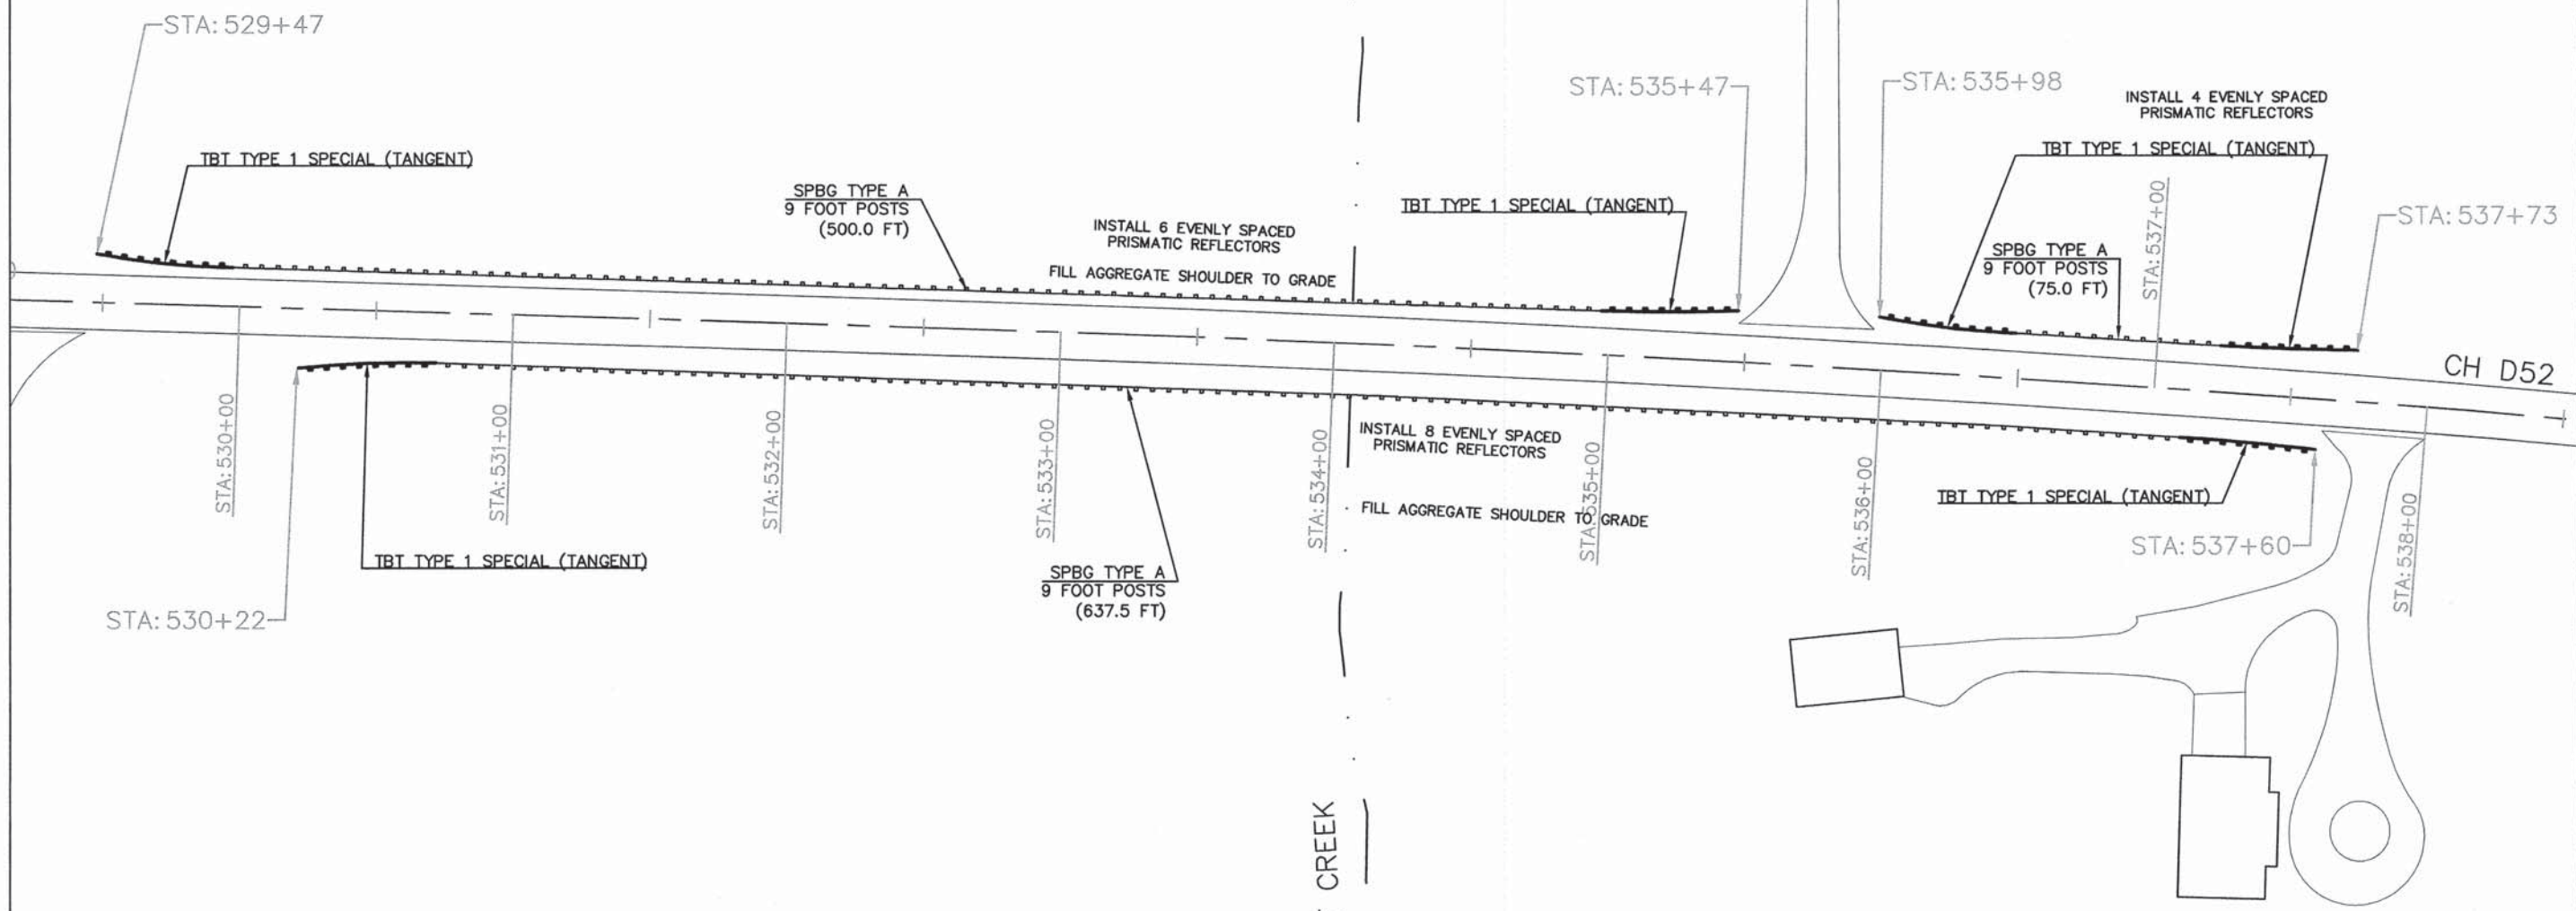 STA: 529+47
TBT TYPE 1 SPECIAL (TANGENT)
SPBG TYPE A
9 FOOT POSTS
(500.0 FT)
INSTALL 6 EVENLY SPACED
PRISMATIC REFLECTORS
FILL AGGREGATE SHOULDER TO GRADE
TBT TYPE 1 SPECIAL (TANGENT)
STA: 535+47
STA: 535+98
INSTALL 4 EVENLY SPACED
PRISMATIC REFLECTORS
TBT TYPE 1 SPECIAL (TANGENT)
SPBG TYPE A
9 FOOT POSTS
(75.0 FT)
STA: 537+00
STA: 537+73
CH D52
STA: 530+00
STA: 531+00
STA: 532+00
STA: 533+00
STA: 534+00
STA: 535+00
STA: 536+00
STA: 538+00
INSTALL 8 EVENLY SPACED
PRISMATIC REFLECTORS
FILL AGGREGATE SHOULDER TO GRADE
TBT TYPE 1 SPECIAL (TANGENT)
STA: 530+22
SPBG TYPE A
9 FOOT POSTS
(637.5 FT)
TBT TYPE 1 SPECIAL (TANGENT)
STA: 537+60
CREEK